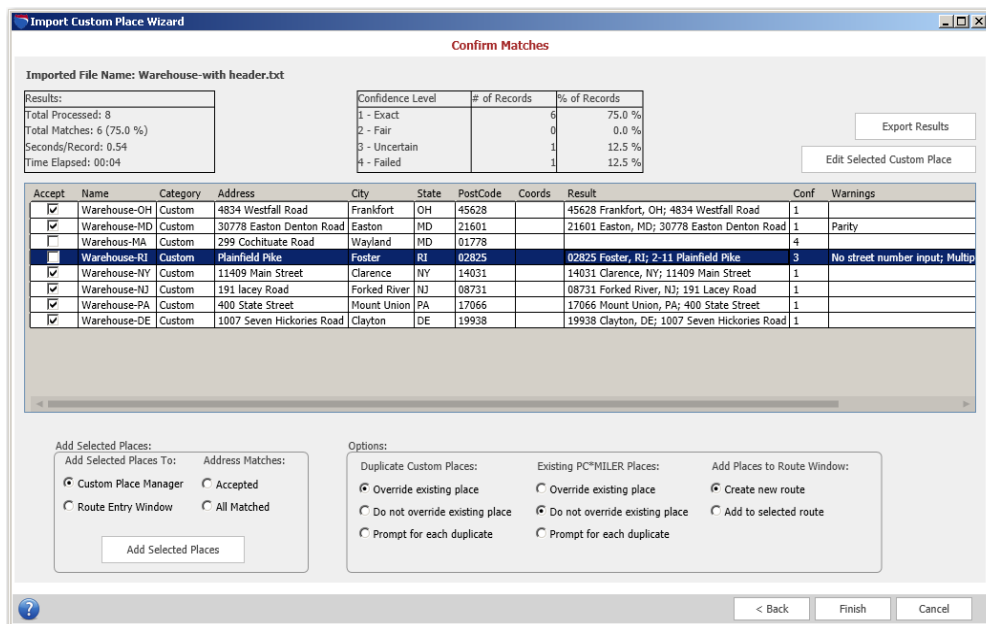 Import Custom Place Wizard
Confirm Matches
Imported File Name: Warehouse-with header.txt
Results:
Total Processed: 8
Total Matches: 6 (75.0 %)
Seconds/Record: 0.54
Time Elapsed: 00:04
Confidence Level # of Records % of Records
1 - Exact 6 75.0 %
2 - Fair 0 0.0 %
3 - Uncertain 1 12.5 %
4 - Failed 1 12.5 %
Export Results
Edit Selected Custom Place
Accept Name Category Address City State PostCode Coords Result Conf Warnings
Warehouse-OH Custom 4834 Westfall Road Frankfort OH 45628 45628 Frankfort, OH; 4834 Westfall Road 1
Warehouse-MD Custom 30778 Easton Denton Road Easton MD 21601 21601 Easton, MD; 30778 Easton Denton Road 1 Parity
Warehous-MA Custom 299 Cochituate Road Wayland MD 01778 4
Warehouse-RI Custom Plainfield Pike Foster RI 02825 02825 Foster, RI; 2-11 Plainfield Pike 3 No street number input; Multip
Warehouse-NY Custom 11409 Main Street Clarence NY 14031 14031 Clarence, NY; 11409 Main Street 1
Warehouse-NJ Custom 191 lacey Road Forked River NJ 08731 08731 Forked River, NJ; 191 Lacey Road 1
Warehouse-PA Custom 400 State Street Mount Union PA 17066 17066 Mount Union, PA; 400 State Street 1
Warehouse-DE Custom 1007 Seven Hickories Road Clayton DE 19938 19938 Clayton, DE; 1007 Seven Hickories Road 1
Add Selected Places:
Add Selected Places To: Address Matches:
Custom Place Manager Accepted
Route Entry Window All Matched
Add Selected Places
Options:
Duplicate Custom Places: Existing PC*MILER Places: Add Places to Route Window:
Override existing place Override existing place Create new route
Do not override existing place Do not override existing place Add to selected route
Prompt for each duplicate Prompt for each duplicate
?
< Back Finish Cancel